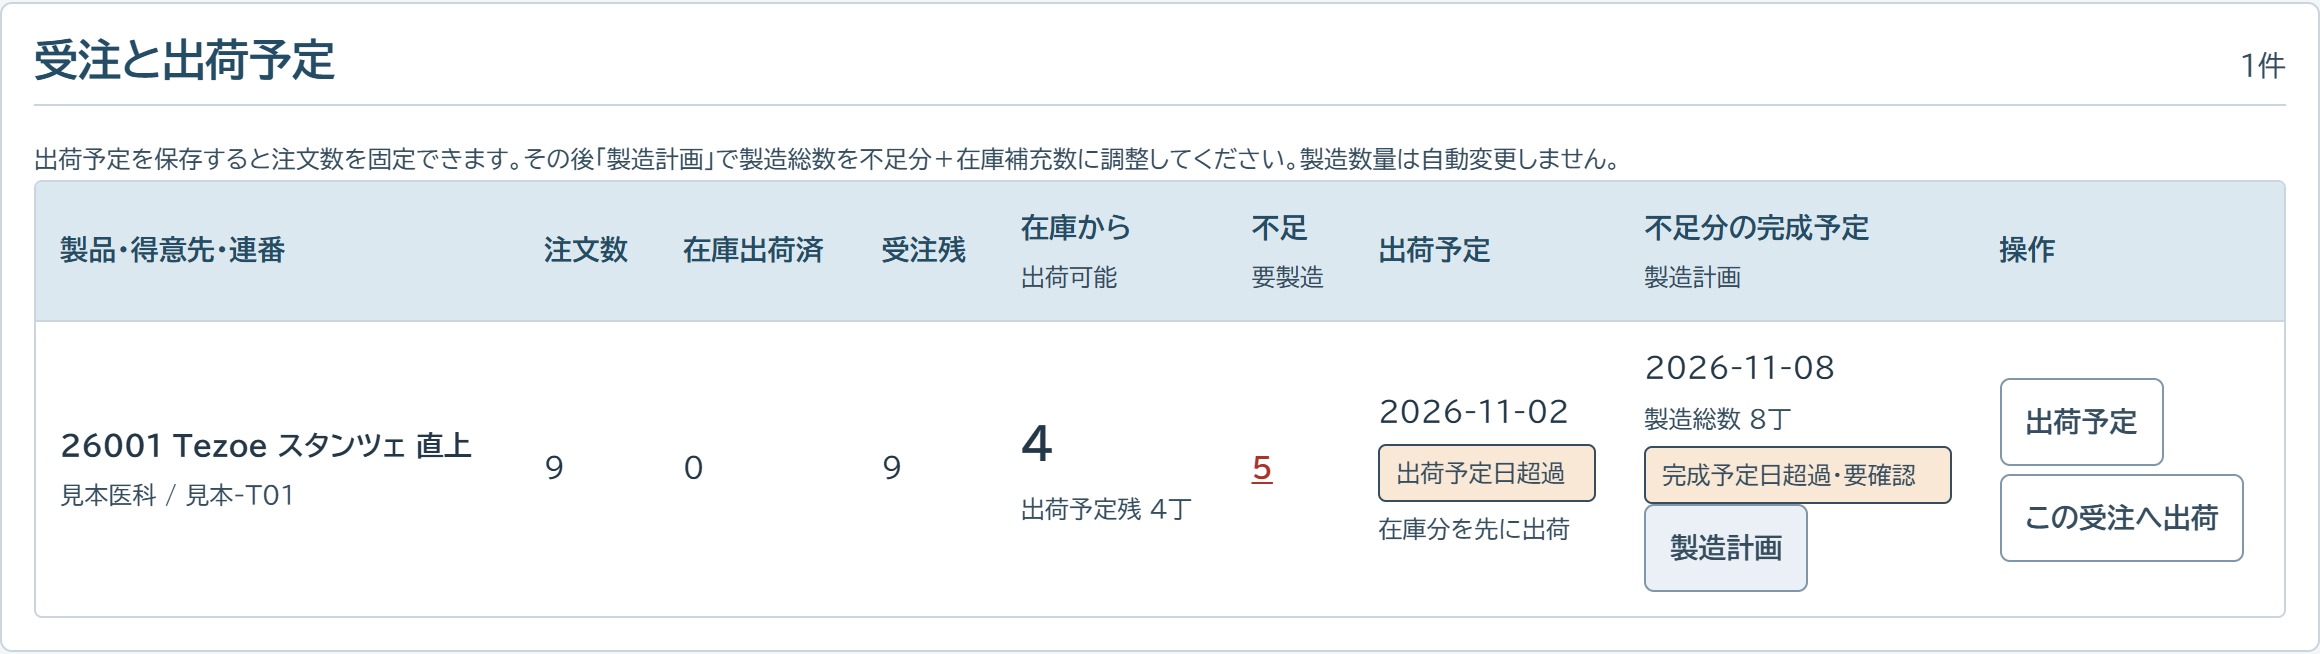 受注と出荷予定
1件
出荷予定を保存すると注文数を固定できます。その後「製造計画」で製造総数を不足分＋在庫補充数に調整してください。製造数量は自動変更しません。
製品・得意先・連番
注文数
在庫出荷済
受注残
在庫から
出荷可能
不足
要製造
出荷予定
不足分の完成予定
製造計画
操作
26001 Tezoe スタンツェ 直上
見本医科 / 見本-T01
9
0
9
4
出荷予定残 4丁
5
2026-11-02
出荷予定日超過
在庫分を先に出荷
2026-11-08
製造総数 8丁
完成予定日超過・要確認
製造計画
出荷予定
この受注へ出荷